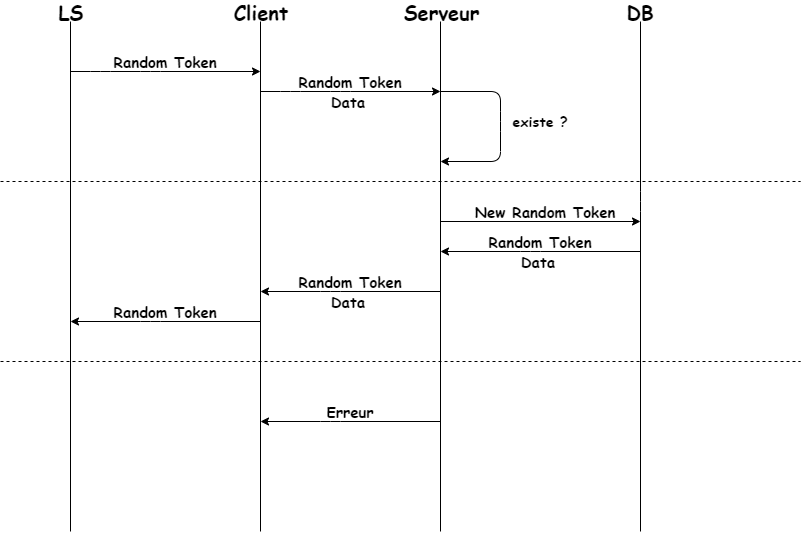 LS
Client
Serveur
DB
Random Token
Random Token
Data
existe ?
New Random Token
Random Token
Data
Random Token
Data
Random Token
Erreur